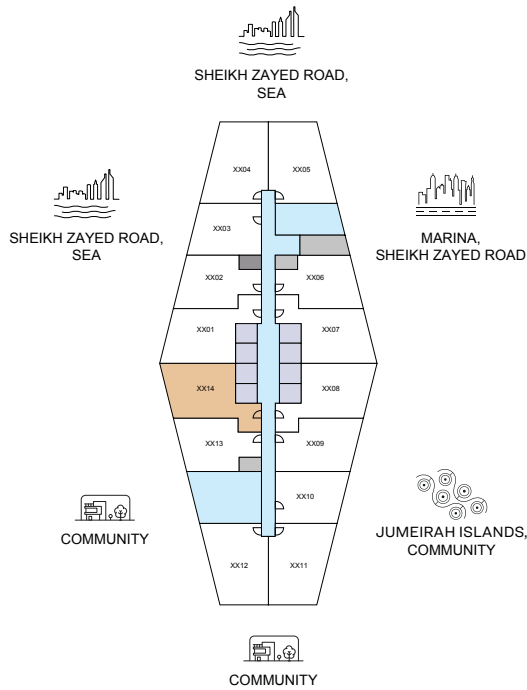 SHEIKH ZAYED ROAD,
SEA
XX04
XX05
SHEIKH ZAYED ROAD,
SEA
XX03
MARINA,
SHEIKH ZAYED ROAD
XX02
XX06
XX01
XX07
XX14
XX08
XX13
XX09
XX10
COMMUNITY
JUMEIRAH ISLANDS,
COMMUNITY
XX12
XX11
COMMUNITY